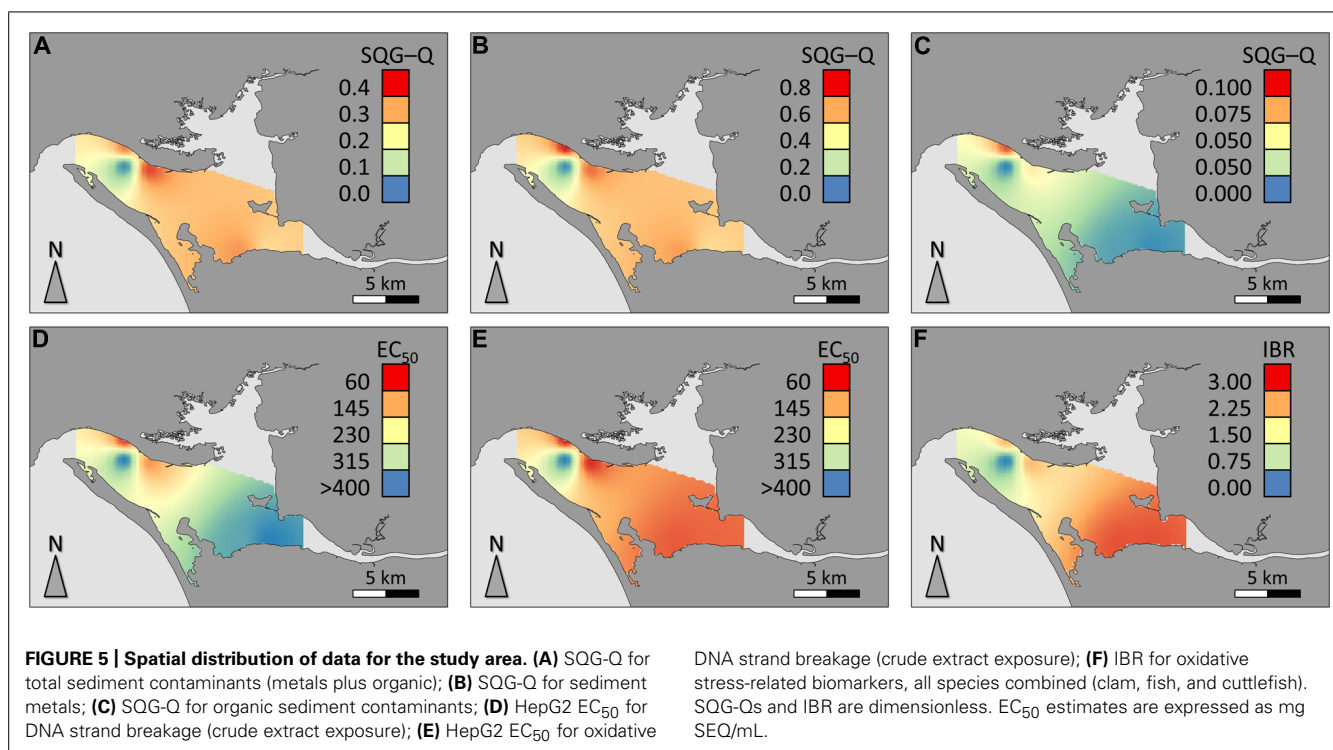 A
SQG–Q
0.4
0.3
0.2
0.1
0.0
N
5 km
B
SQG–Q
0.8
0.6
0.4
0.2
0.0
N
5 km
C
SQG–Q
0.100
0.075
0.050
0.050
0.000
N
5 km
D
EC50
60
145
230
315
>400
N
5 km
E
EC50
60
145
230
315
>400
N
5 km
F
IBR
3.00
2.25
1.50
0.75
0.00
N
5 km
FIGURE 5 | Spatial distribution of data for the study area. (A) SQG-Q for
total sediment contaminants (metals plus organic); (B) SQG-Q for sediment
metals; (C) SQG-Q for organic sediment contaminants; (D) HepG2 EC50 for
DNA strand breakage (crude extract exposure); (E) HepG2 EC50 for oxidative
DNA strand breakage (crude extract exposure); (F) IBR for oxidative
stress-related biomarkers, all species combined (clam, fish, and cuttlefish).
SQG-Qs and IBR are dimensionless. EC50 estimates are expressed as mg
SEQ/mL.